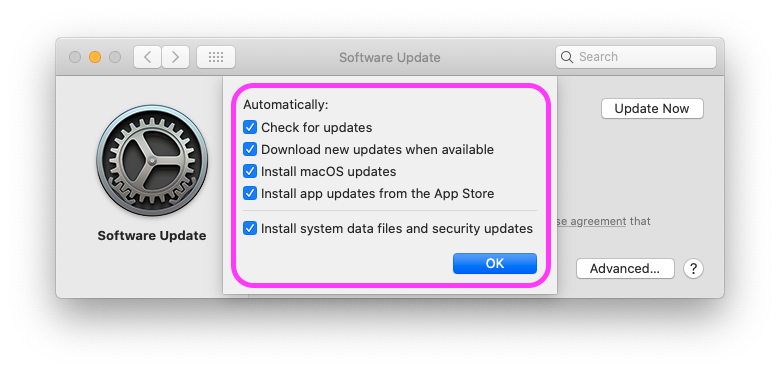 Software Update
Search
Automatically:
Check for updates
Download new updates when available
Install macOS updates
Install app updates from the App Store
Install system data files and security updates
OK
Software Update
Update Now
se agreement that
Advanced...
?